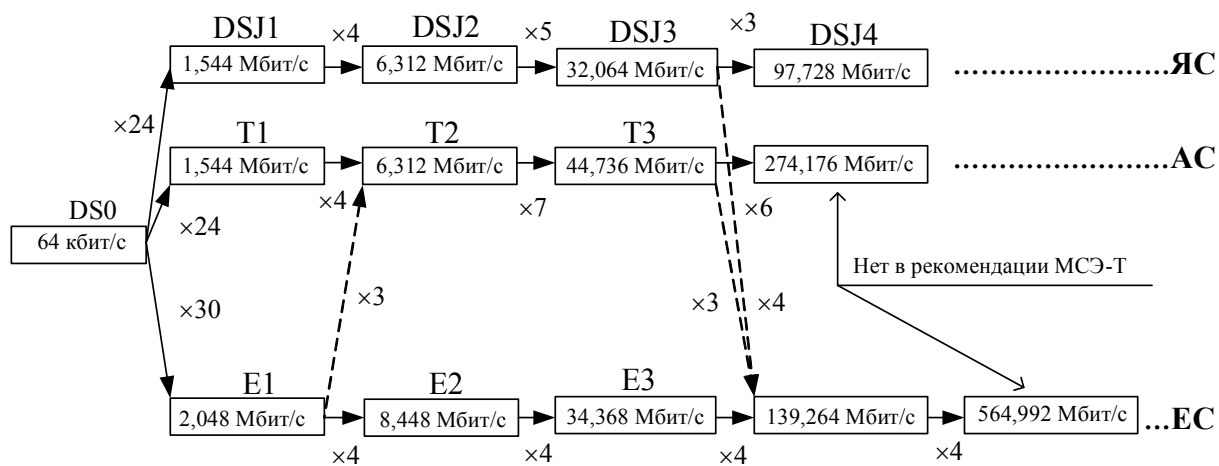 DSJ1 ×4 DSJ2 ×5 DSJ3 ×3 DSJ4
1,544 Мбит/с 6,312 Мбит/с 32,064 Мбит/с 97,728 Мбит/с ........................ЯС
×24 T1 T2 T3
1,544 Мбит/с 6,312 Мбит/с 44,736 Мбит/с 274,176 Мбит/с ........................АС
DS0 ×24 ×4 ×7 ×6
64 кбит/с
Нет в рекомендации МСЭ-Т
×30 ×3 ×3 ×4
E1 E2 E3
2,048 Мбит/с 8,448 Мбит/с 34,368 Мбит/с 139,264 Мбит/с 564,992 Мбит/с ...ЕС
×4 ×4 ×4 ×4